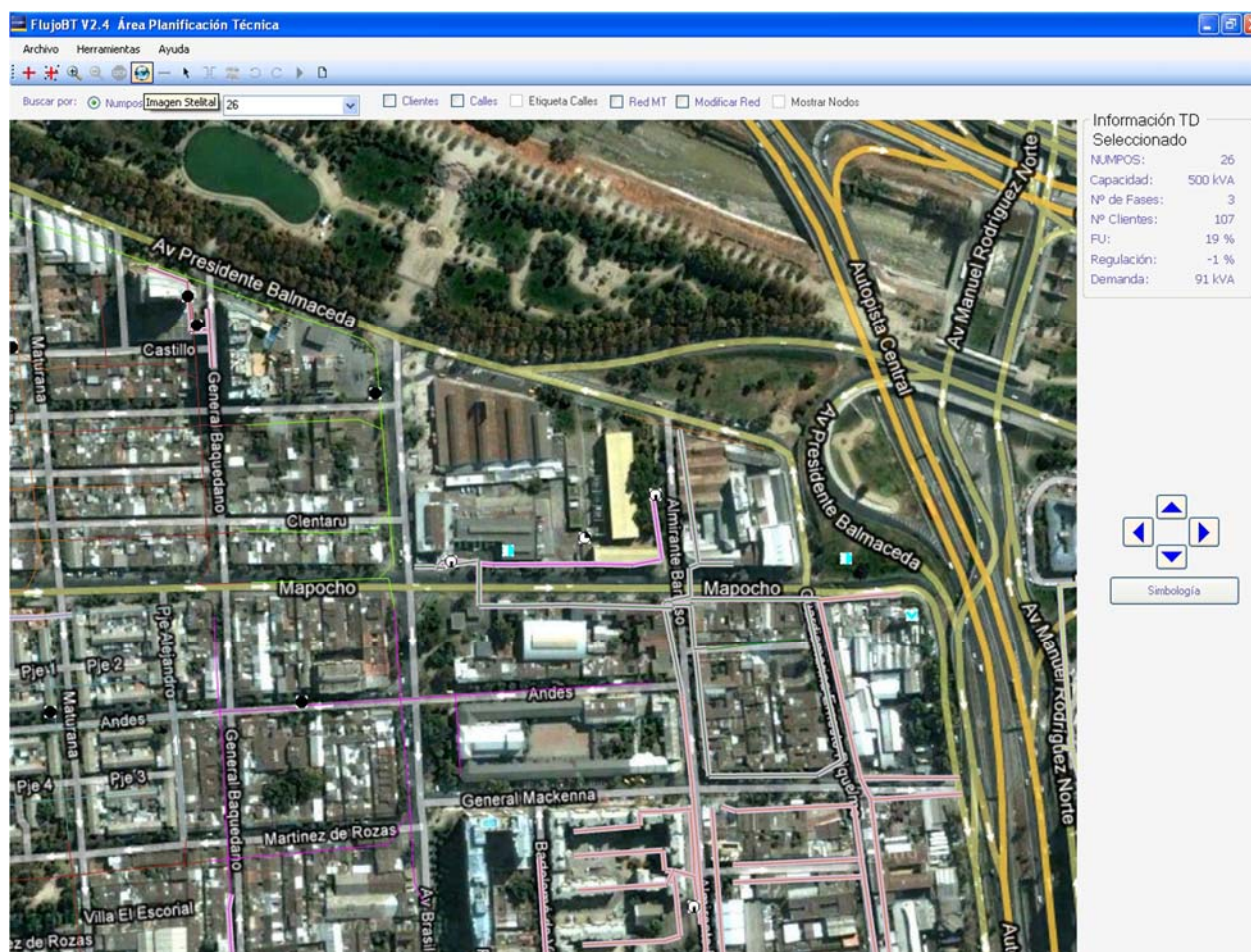 FlujoBT V2.4 Área Planificación Técnica
Archivo Herramientas Ayuda
Buscar por: Numpos Imagen Stelital 26 Clientes Calles Etiqueta Calles Red MT Modificar Red Mostrar Nodos
Información TD
Seleccionado
NUMPOS: 26
Capacidad: 500 kVA
Nº de Fases: 3
Nº Clientes: 107
FU: 19 %
Regulación: -1 %
Demanda: 91 kVA
Simbología
Av Presidente Balmaceda
Autopista Central
Av Manuel Rodriguez Norte
Maturana
Castillo
General Baquedano
Av Presidente Balmaceda
Clentaru
Almirante Barroso
Mapocho
Mapocho
Pje Alejandro
Pje 1
Pje 2
Maturana
Andes
Andes
Av Manuel Rodriguez Norte
Pje 4
Pje 3
General Baquedano
General Mackenna
Martinez de Rozas
Villa El Escorial
Av Brasil
ez de Rozas
Almirante
Aut